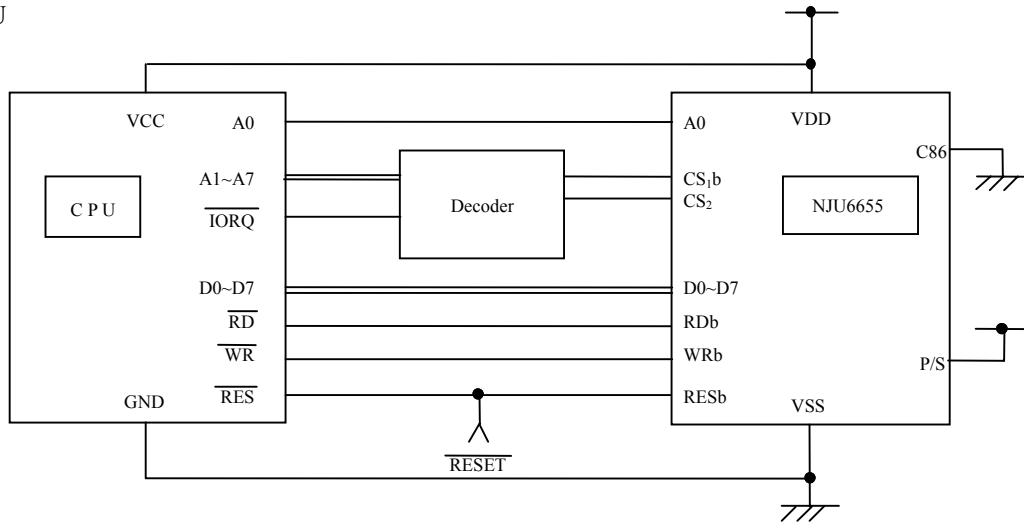 U
VCC
A0
A1~A7
CPU
IORQ
D0~D7
RD
WR
RES
GND
Decoder
RESET
A0
VDD
C86
CS₁b
CS₂
NJU6655
D0~D7
RDb
WRb
P/S
RESb
VSS